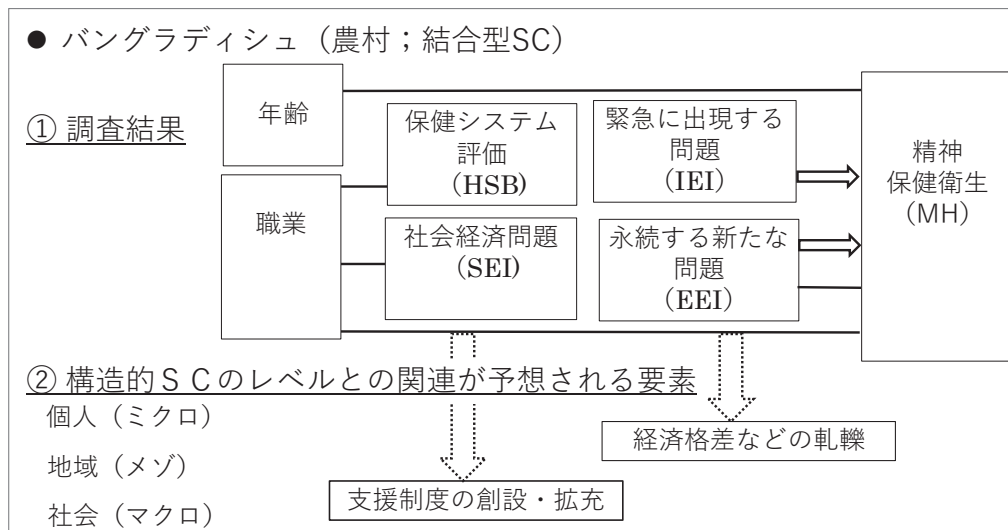 ● バングラディシュ（農村；結合型SC）
① 調査結果
年齢
職業
保健システム
評価
（HSB）
社会経済問題
（SEI）
緊急に出現する
問題
（IEI）
永続する新たな
問題
（EEI）
精神
保健衛生
（MH）
② 構造的ＳＣのレベルとの関連が予想される要素
個人（ミクロ）
地域（メゾ）
社会（マクロ）
経済格差などの軋轢
支援制度の創設・拡充